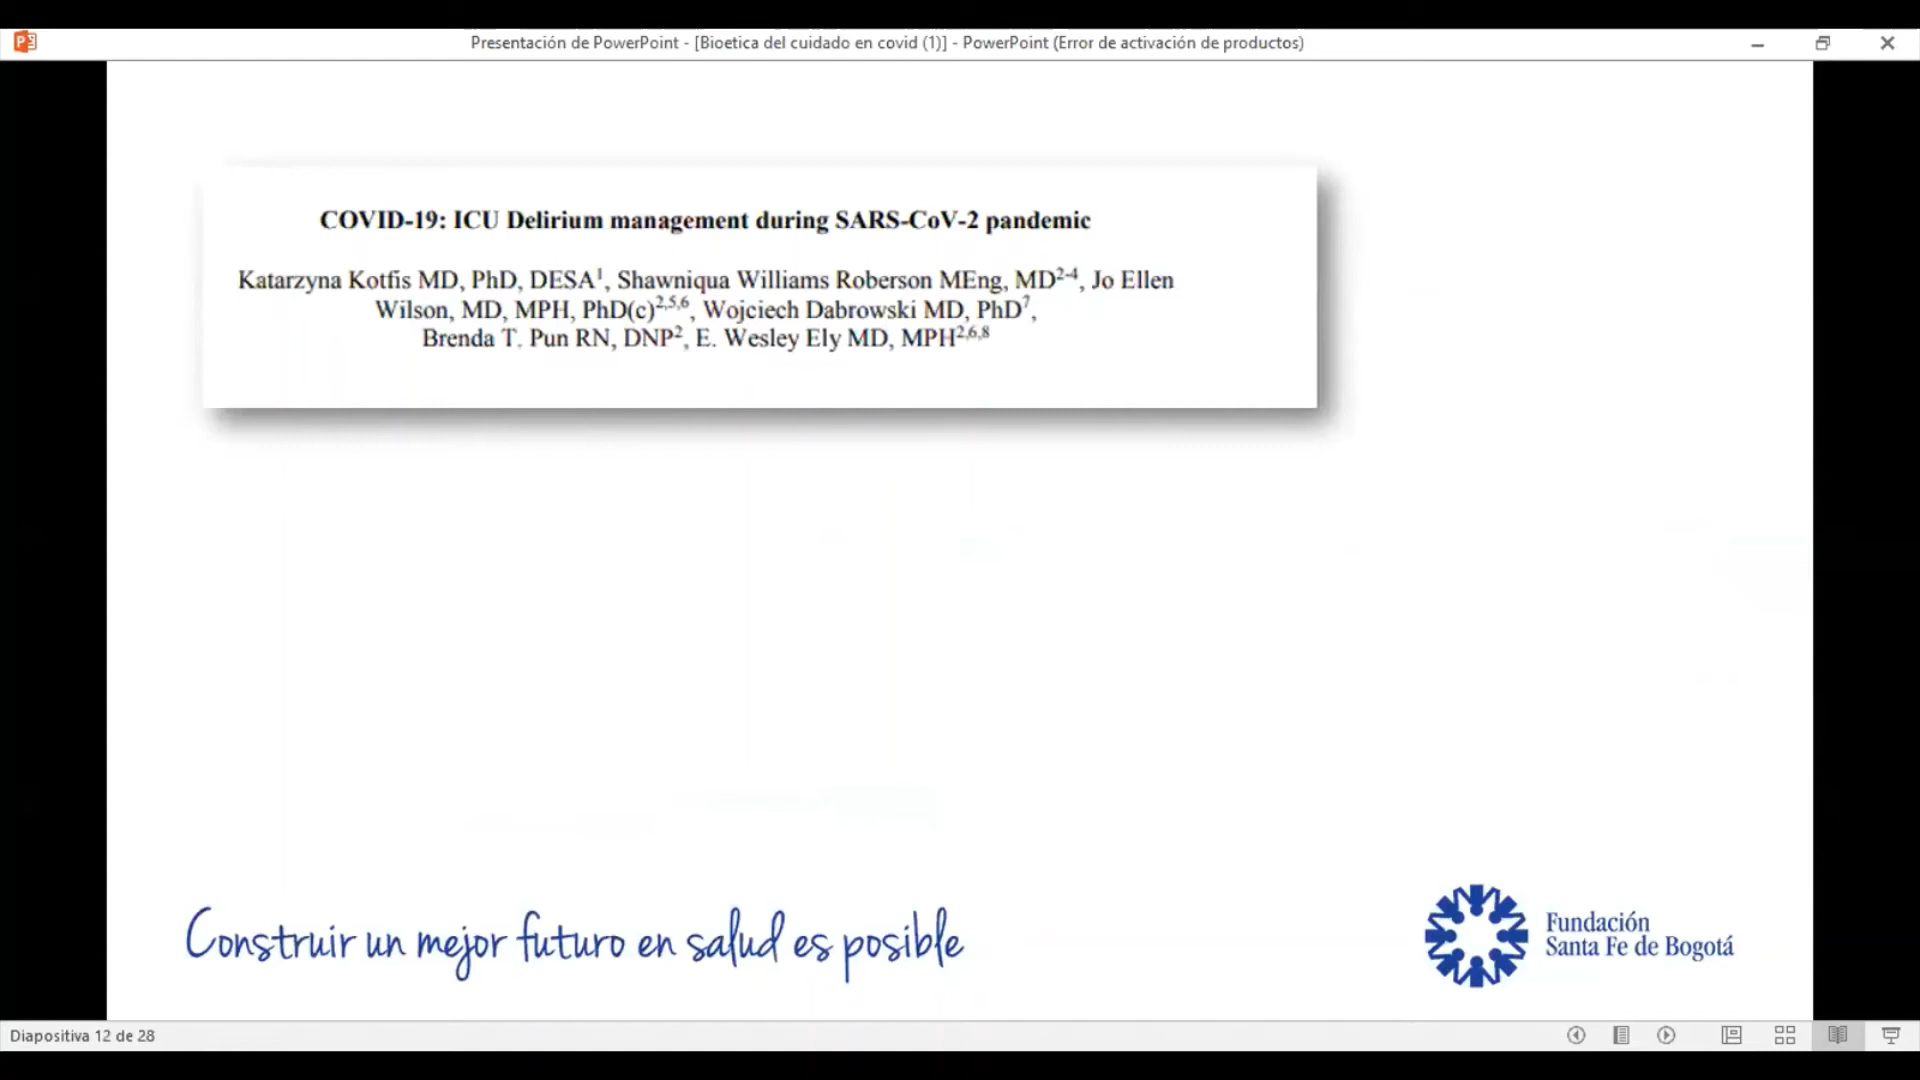 Presentación de PowerPoint - [Bioetica del cuidado en covid (1)] - PowerPoint (Error de activación de productos)
COVID-19: ICU Delirium management during SARS-CoV-2 pandemic
Katarzyna Kotfis MD, PhD, DESA¹, Shawniqua Williams Roberson MEng, MD²⁻⁴, Jo Ellen
Wilson, MD, MPH, PhD(c)²,⁵,⁶, Wojciech Dabrowski MD, PhD⁷,
Brenda T. Pun RN, DNP², E. Wesley Ely MD, MPH²,⁶,⁸
Construir un mejor futuro en salud es posible
Fundación
Santa Fe de Bogotá
Diapositiva 12 de 28